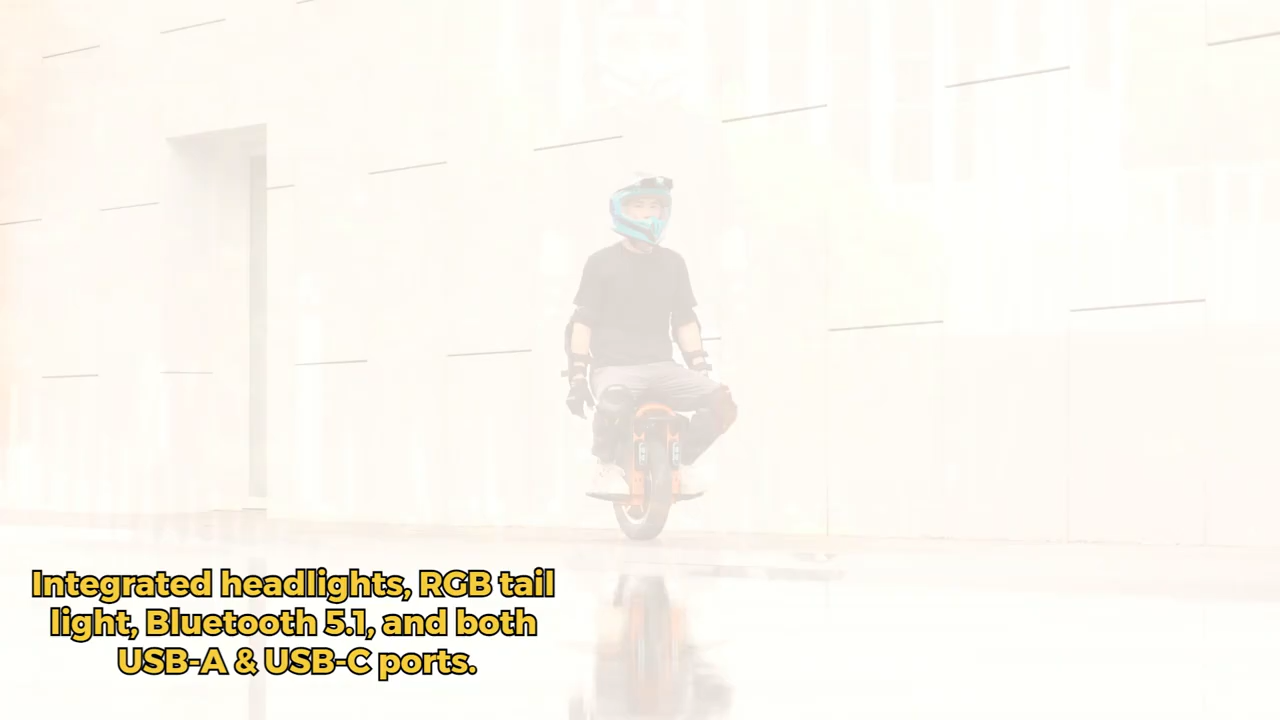 Integrated headlights, RGB tail
light, Bluetooth 5.1, and both
USB-A & USB-C ports.